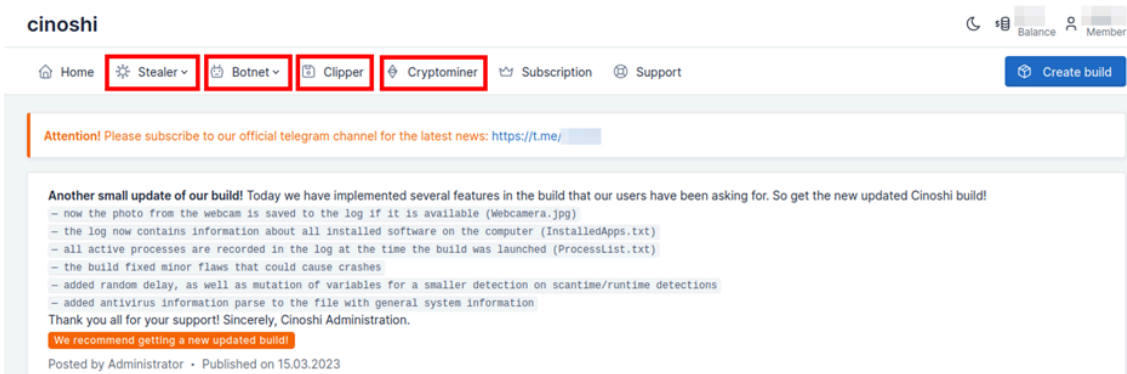 cinoshi
Balance
Member
Home Stealer Botnet Clipper Cryptominer Subscription Support Create build
Attention! Please subscribe to our official telegram channel for the latest news: https://t.me/
Another small update of our build! Today we have implemented several features in the build that our users have been asking for. So get the new updated Cinoshi build!
— now the photo from the webcam is saved to the log if it is available (Webcamera.jpg)
— the log now contains information about all installed software on the computer (InstalledApps.txt)
— all active processes are recorded in the log at the time the build was launched (ProcessList.txt)
— the build fixed minor flaws that could cause crashes
— added random delay, as well as mutation of variables for a smaller detection on scantime/runtime detections
— added antivirus information parse to the file with general system information
Thank you all for your support! Sincerely, Cinoshi Administration.
We recommend getting a new updated build!
Posted by Administrator • Published on 15.03.2023